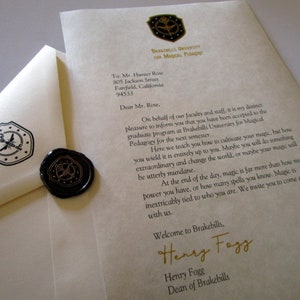 Brakebills University
for Magical Pedagogy
To: Mr. Harvier Rose
805 Jackson Street
Fairfield, California
94533
Dear Mr. Rose,
On behalf of our faculty and staff, it is my distinct
pleasure to inform you that you have been accepted to the
graduate program at Brakebills University for Magical
Pedagogy for the next semester.
Here we teach you how to cultivate your magic, but how
you wield it is entirely up to you. Maybe you will do something
extraordinary and change the world, or maybe your magic will
be utterly mundane.
At the end of the day, magic is far more than how much
power you have, or how many spells you know. Magic is
tied to who you are. We invite you to come
with us.
Welcome to Brakebills,
Henry Fogg
Henry Fogg
Dean of Brakebills